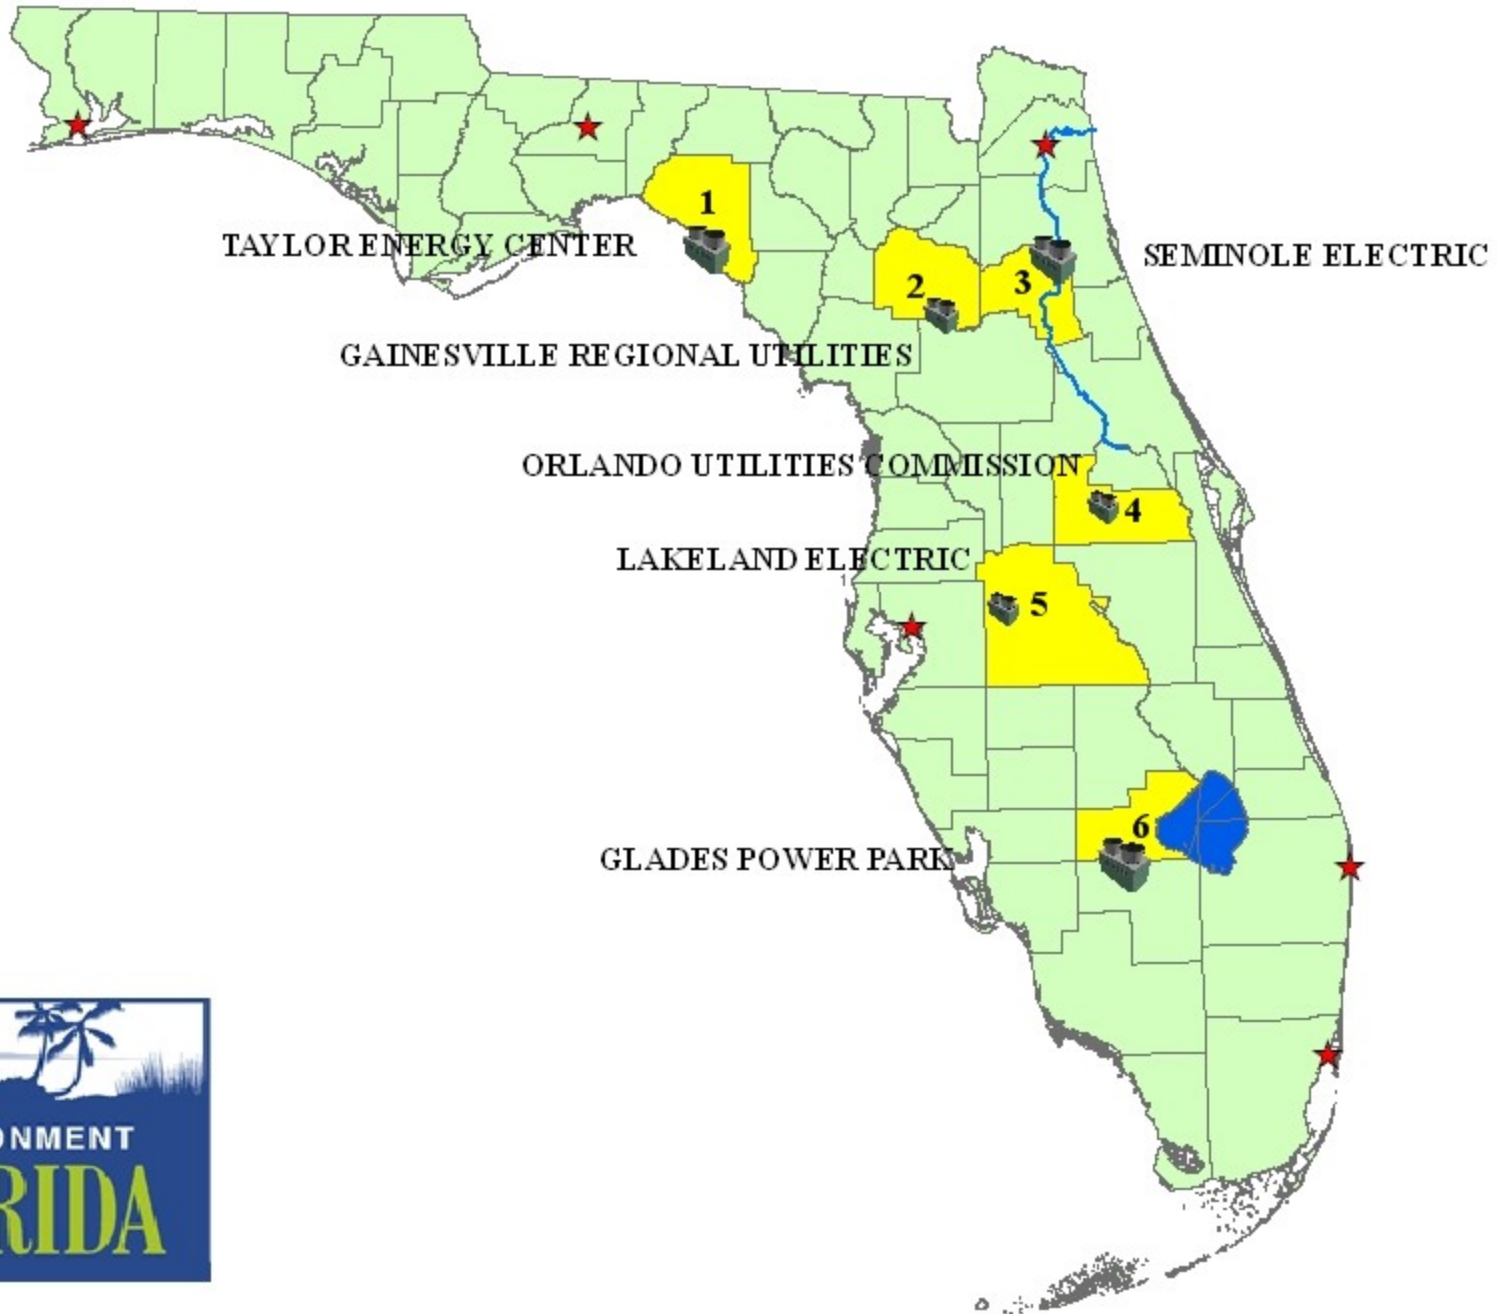 1
TAYLOR ENERGY CENTER
SEMINOLE ELECTRIC
2
3
GAINESVILLE REGIONAL UTILITIES
ORLANDO UTILITIES COMMISSION
4
LAKELAND ELECTRIC
5
6
GLADES POWER PARK
ONMENT
RIDA